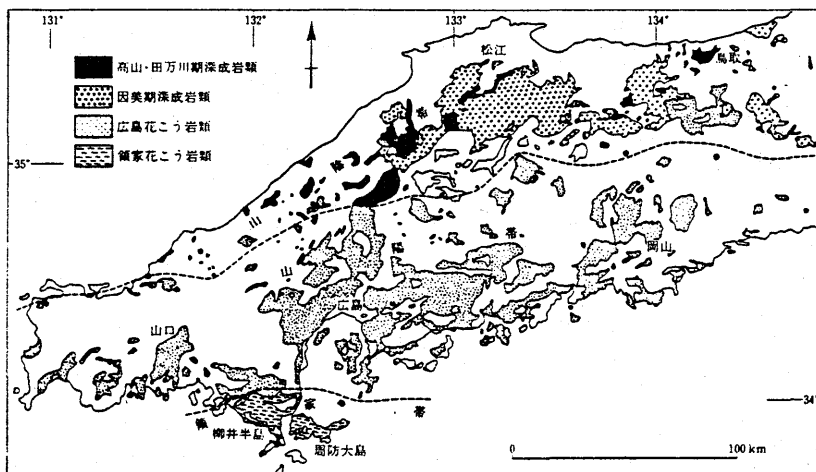 131°
132°
133°
134°
高山・田万川期深成岩類
因美期深成岩類
広島花こう岩類
領家花こう岩類
松江
鳥取
35°
山陰帯
山陽帯
岡山
広島
山口
領家帯
34°
柳井半島
周防大島
0 100 km